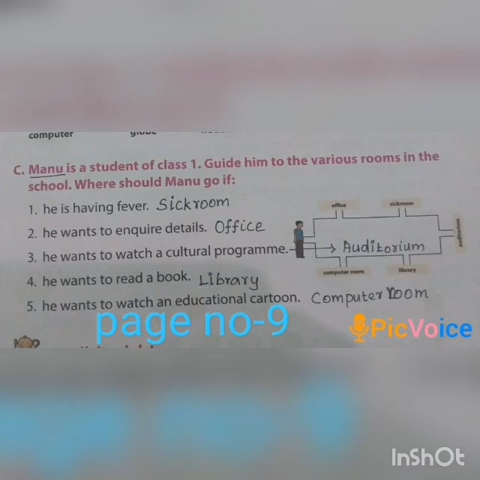 computer
C. Manu is a student of class 1. Guide him to the various rooms in the
school. Where should Manu go if:
1. he is having fever. Sickroom
2. he wants to enquire details. Office
3. he wants to watch a cultural programme. → Auditorium
4. he wants to read a book. Library
5. he wants to watch an educational cartoon. Computer room
office
sickroom
auditorium
computer room
library
page no-9
PicVoice
InShOt